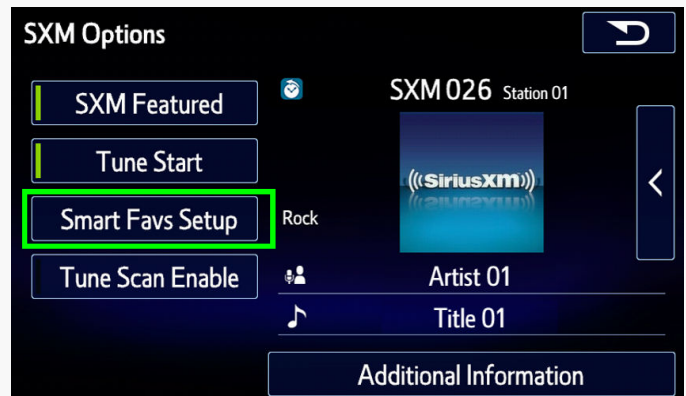 SXM Options
SXM Featured
Tune Start
Smart Favs Setup
Tune Scan Enable
SXM 026 Station 01
((SiriusXM))
Rock
Artist 01
Title 01
Additional Information